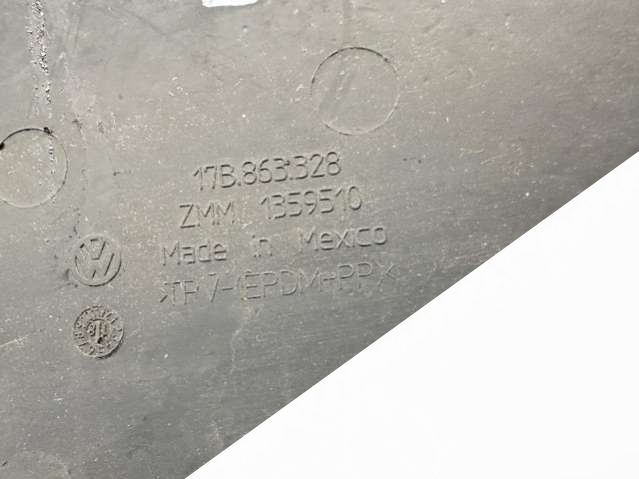 17B.863.328
ZMM 1359510
Made in Mexico
>TPV-(EPDM+PP)<